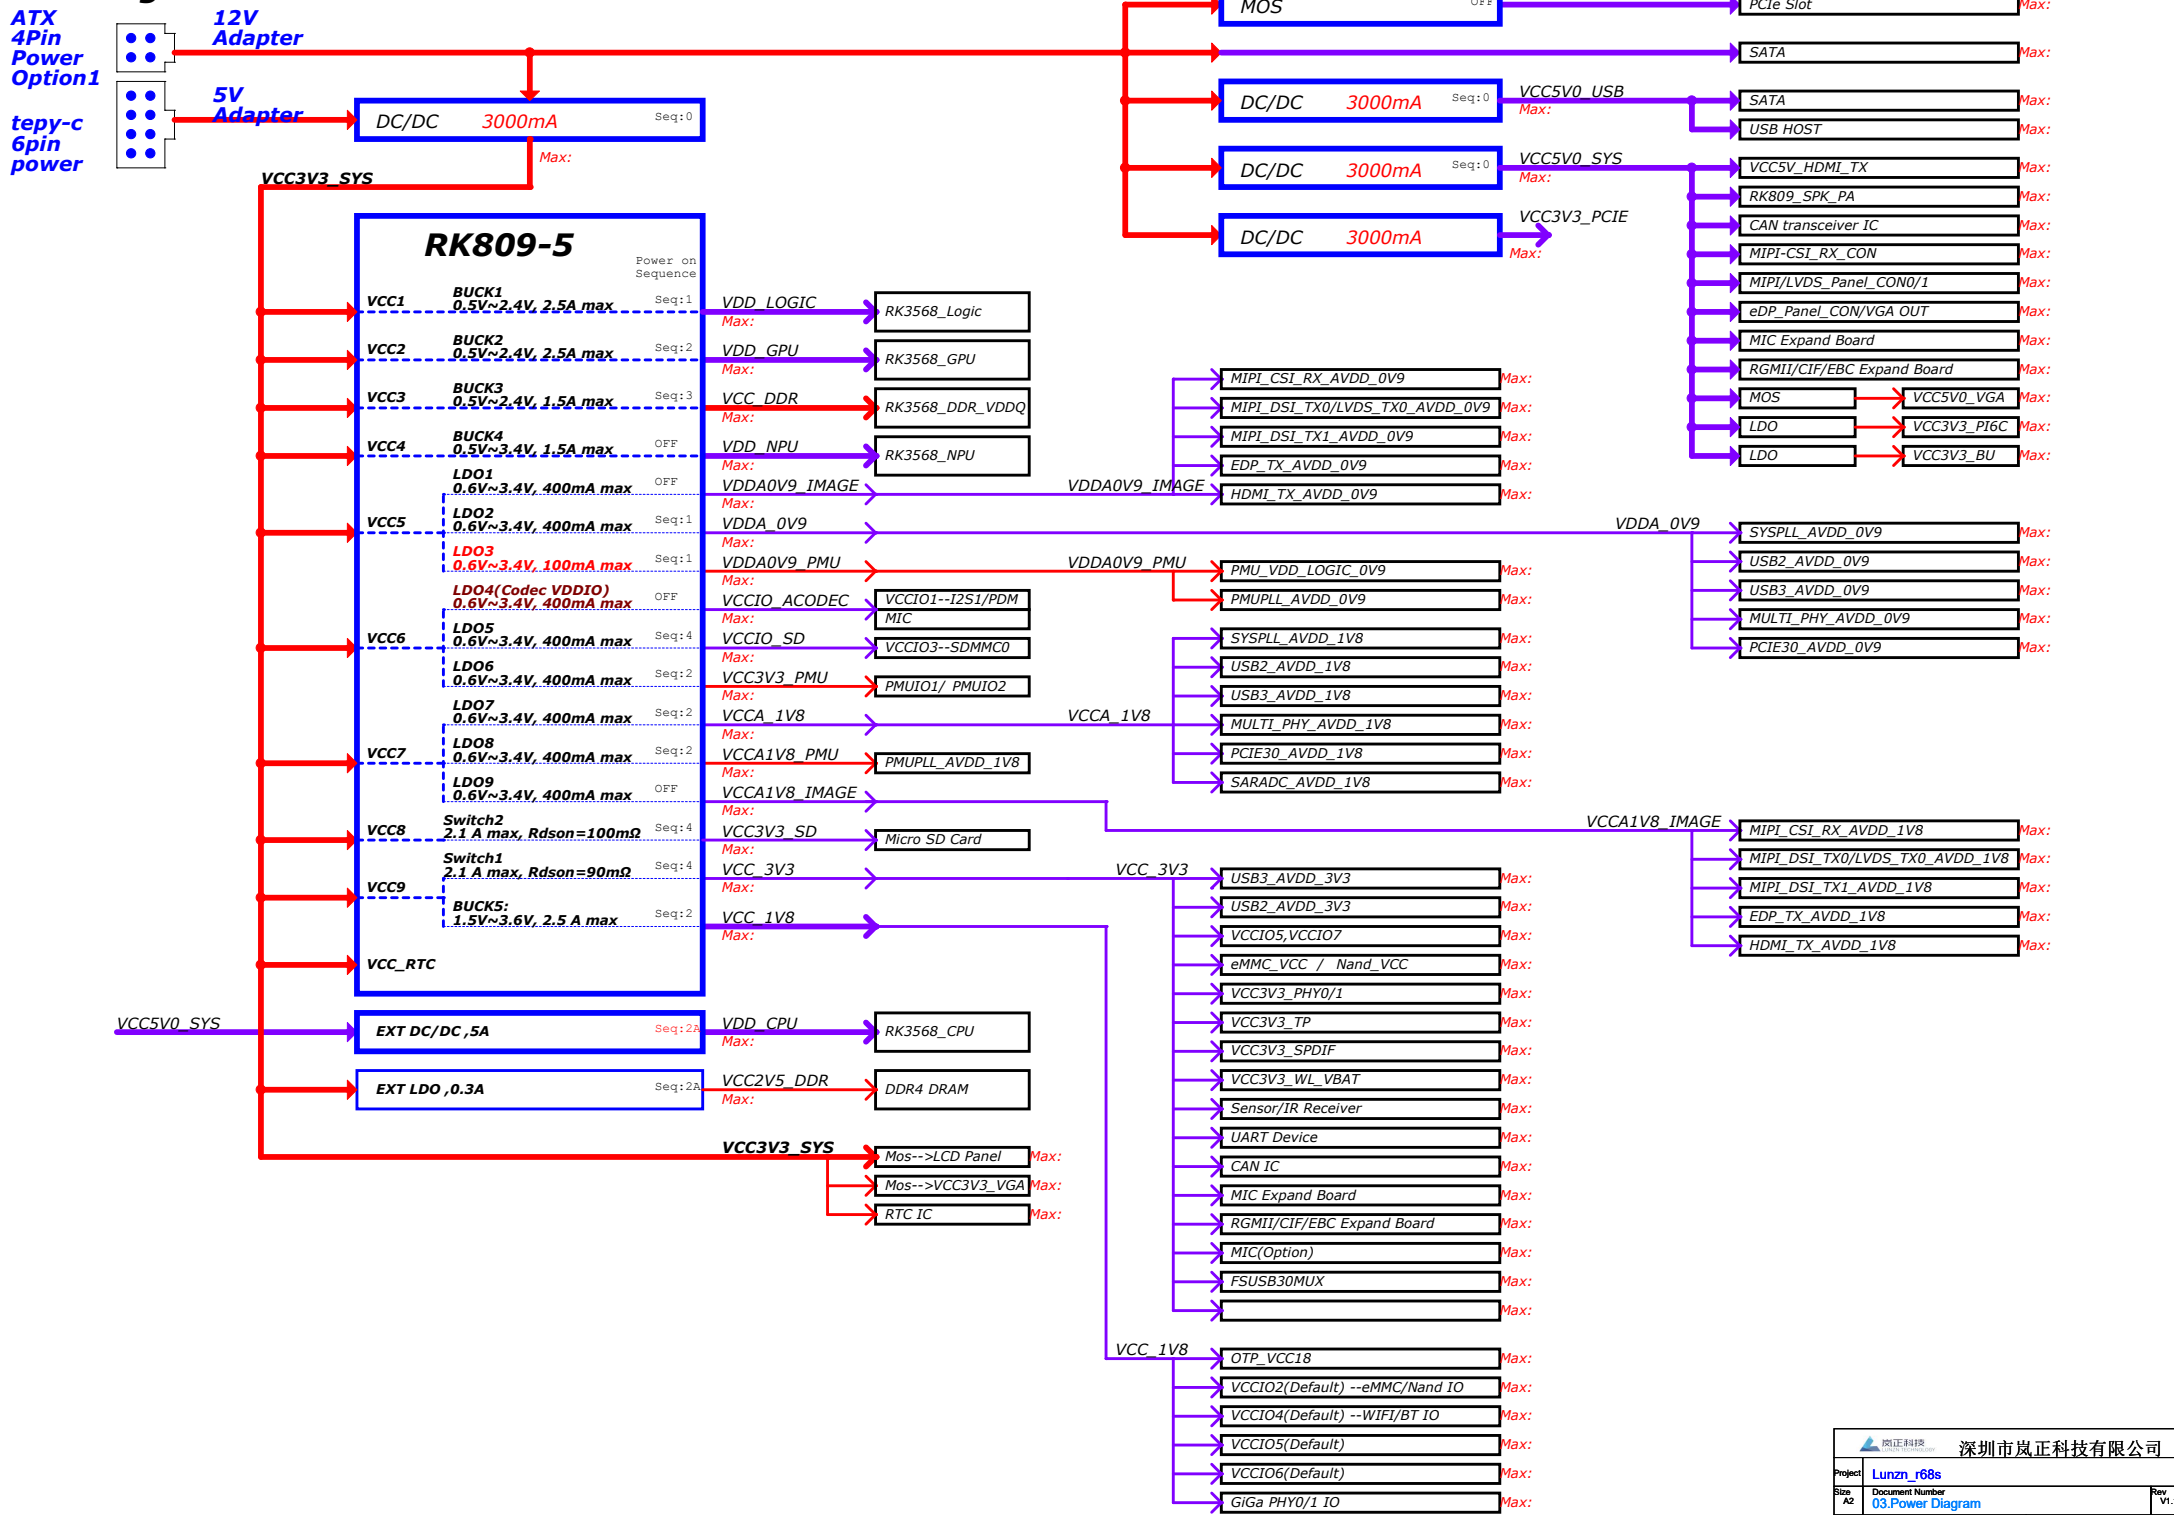 ATX
4Pin
Power
Option1
12V
Adapter
tepy-c
6pin
power
5V
Adapter
DC/DC 3000mA Seq:0
Max:
VCC3V3_SYS
RK809-5
Power on
Sequence
VCC1
BUCK1
0.5V~2.4V, 2.5A max
Seq:1
VDD_LOGIC
Max:
RK3568_Logic
VCC2
BUCK2
0.5V~2.4V, 2.5A max
Seq:2
VDD_GPU
Max:
RK3568_GPU
VCC3
BUCK3
0.5V~2.4V, 1.5A max
Seq:3
VCC_DDR
Max:
RK3568_DDR_VDDQ
VCC4
BUCK4
0.5V~3.4V, 1.5A max
OFF
VDD_NPU
Max:
RK3568_NPU
LDO1
0.6V~3.4V, 400mA max
OFF
VDDA0V9_IMAGE
Max:
VCC5
LDO2
0.6V~3.4V, 400mA max
Seq:1
VDDA_0V9
Max:
LDO3
0.6V~3.4V, 100mA max
Seq:1
VDDA0V9_PMU
Max:
LDO4(Codec VDDIO)
0.6V~3.4V, 400mA max
OFF
VCCIO_ACODEC
Max:
VCCIO1--I2S1/PDM
MIC
VCC6
LDO5
0.6V~3.4V, 400mA max
Seq:4
VCCIO_SD
Max:
VCCIO3--SDMMC0
LDO6
0.6V~3.4V, 400mA max
Seq:2
VCC3V3_PMU
Max:
PMUIO1/ PMUIO2
LDO7
0.6V~3.4V, 400mA max
Seq:2
VCCA_1V8
Max:
VCC7
LDO8
0.6V~3.4V, 400mA max
Seq:2
VCCA1V8_PMU
Max:
PMUPLL_AVDD_1V8
LDO9
0.6V~3.4V, 400mA max
OFF
VCCA1V8_IMAGE
Max:
VCC8
Switch2
2.1 A max, Rdson=100mΩ
Seq:4
VCC3V3_SD
Max:
Micro SD Card
VCC9
Switch1
2.1 A max, Rdson=90mΩ
Seq:4
VCC_3V3
Max:
BUCK5:
1.5V~3.6V, 2.5 A max
Seq:2
VCC_1V8
Max:
VCC_RTC
VCC5V0_SYS
EXT DC/DC ,5A Seq:2A
VDD_CPU
Max:
RK3568_CPU
EXT LDO ,0.3A Seq:2A
VCC2V5_DDR
Max:
DDR4 DRAM
VCC3V3_SYS
Mos-->LCD Panel Max:
Mos-->VCC3V3_VGA Max:
RTC IC Max:
MOS OFF
PCIe Slot Max:
SATA Max:
DC/DC 3000mA Seq:0
VCC5V0_USB
Max:
SATA Max:
USB HOST Max:
DC/DC 3000mA Seq:0
VCC5V0_SYS
Max:
VCC5V_HDMI_TX Max:
RK809_SPK_PA Max:
CAN transceiver IC Max:
MIPI-CSI_RX_CON Max:
MIPI/LVDS_Panel_CON0/1 Max:
eDP_Panel_CON/VGA OUT Max:
MIC Expand Board Max:
RGMII/CIF/EBC Expand Board Max:
MOS VCC5V0_VGA Max:
LDO VCC3V3_PI6C Max:
LDO VCC3V3_BU Max:
DC/DC 3000mA
VCC3V3_PCIE
Max:
MIPI_CSI_RX_AVDD_0V9 Max:
MIPI_DSI_TX0/LVDS_TX0_AVDD_0V9 Max:
MIPI_DSI_TX1_AVDD_0V9 Max:
EDP_TX_AVDD_0V9 Max:
VDDA0V9_IMAGE
HDMI_TX_AVDD_0V9 Max:
VDDA_0V9
SYSPLL_AVDD_0V9 Max:
USB2_AVDD_0V9 Max:
USB3_AVDD_0V9 Max:
MULTI_PHY_AVDD_0V9 Max:
PCIE30_AVDD_0V9 Max:
VDDA0V9_PMU
PMU_VDD_LOGIC_0V9 Max:
PMUPLL_AVDD_0V9 Max:
SYSPLL_AVDD_1V8 Max:
USB2_AVDD_1V8 Max:
USB3_AVDD_1V8 Max:
VCCA_1V8
MULTI_PHY_AVDD_1V8 Max:
PCIE30_AVDD_1V8 Max:
SARADC_AVDD_1V8 Max:
VCCA1V8_IMAGE
MIPI_CSI_RX_AVDD_1V8 Max:
MIPI_DSI_TX0/LVDS_TX0_AVDD_1V8 Max:
MIPI_DSI_TX1_AVDD_1V8 Max:
EDP_TX_AVDD_1V8 Max:
HDMI_TX_AVDD_1V8 Max:
VCC_3V3
USB3_AVDD_3V3 Max:
USB2_AVDD_3V3 Max:
VCCIO5,VCCIO7 Max:
eMMC_VCC / Nand_VCC Max:
VCC3V3_PHY0/1 Max:
VCC3V3_TP Max:
VCC3V3_SPDIF Max:
VCC3V3_WL_VBAT Max:
Sensor/IR Receiver Max:
UART Device Max:
CAN IC Max:
MIC Expand Board Max:
RGMII/CIF/EBC Expand Board Max:
MIC(Option) Max:
FSUSB30MUX Max:
Max:
VCC_1V8
OTP_VCC18 Max:
VCCIO2(Default) --eMMC/Nand IO Max:
VCCIO4(Default) --WIFI/BT IO Max:
VCCIO5(Default) Max:
VCCIO6(Default) Max:
GiGa PHY0/1 IO Max:
岚正科技
LUNZN TECHNOLOGY
深圳市岚正科技有限公司
Project Lunzn_r68s
Size
A2
Document Number
03.Power Diagram
Rev
V1.